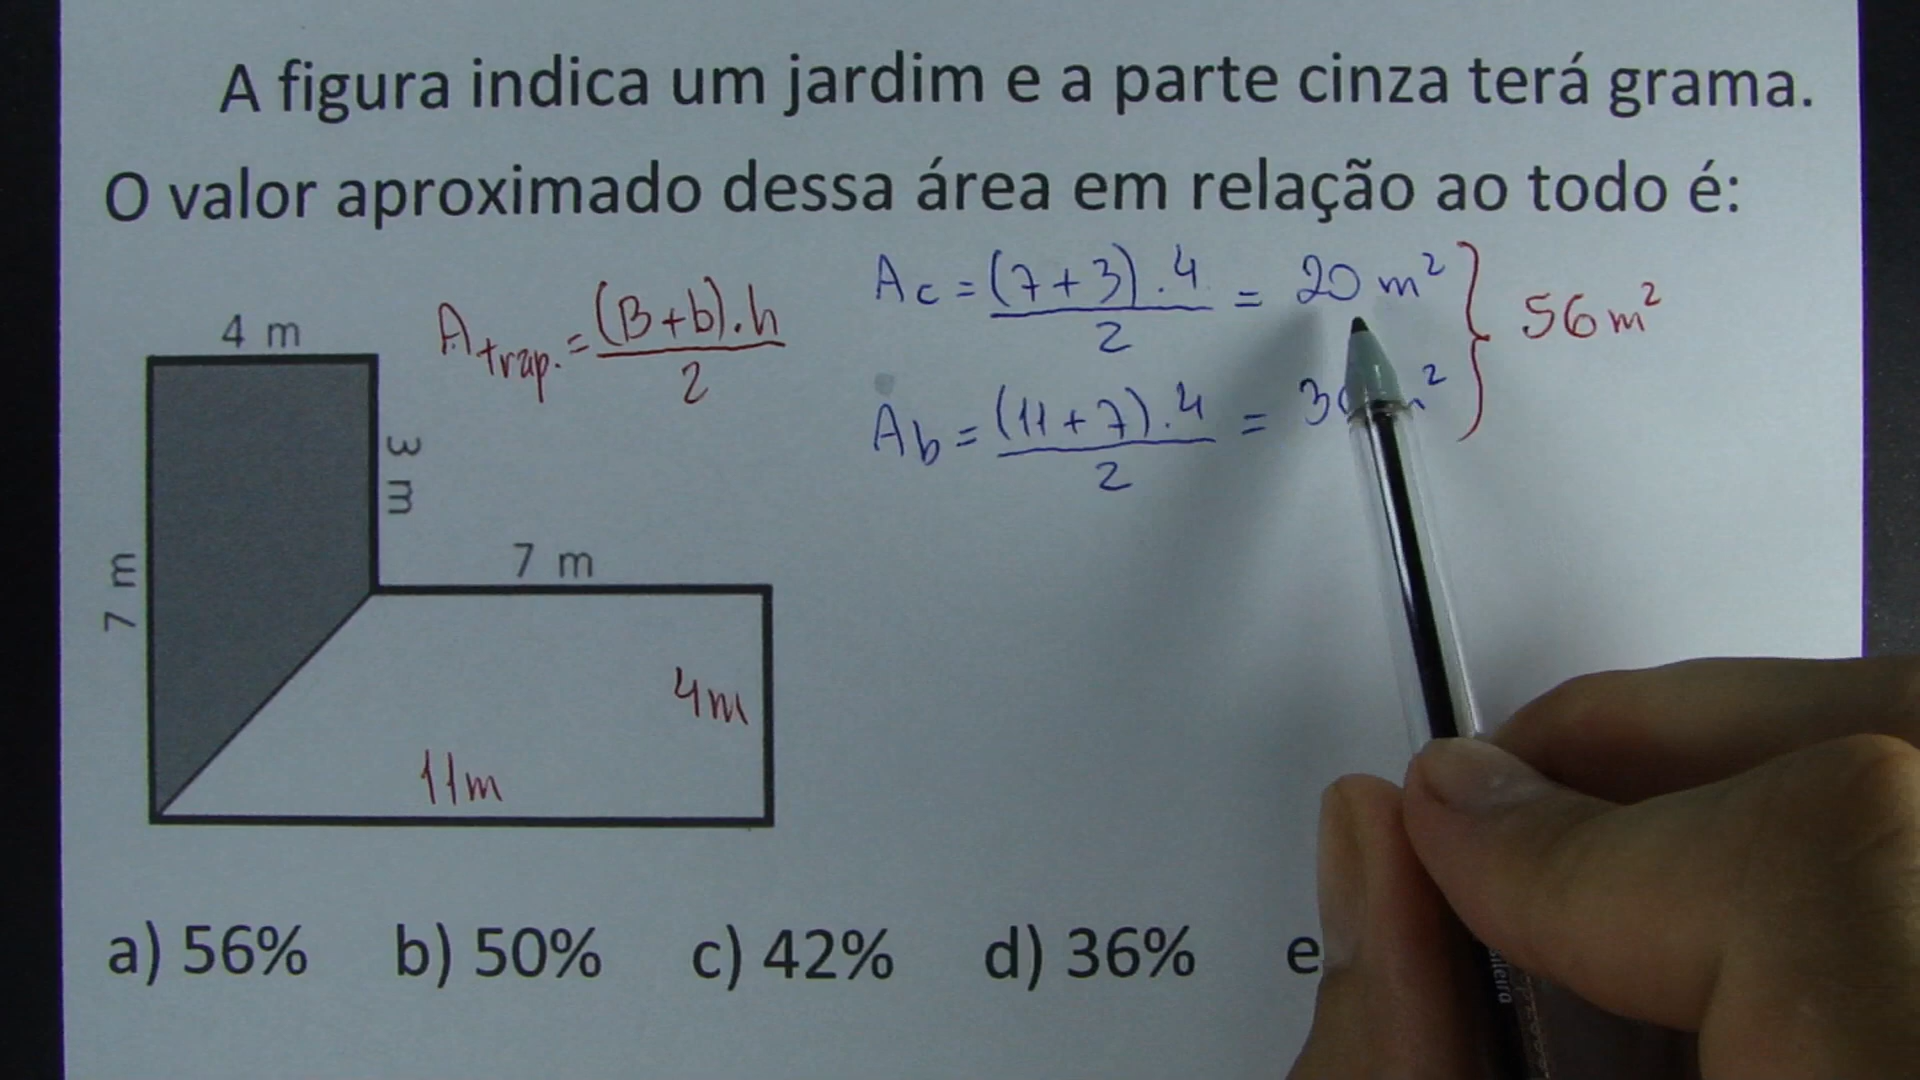 A figura indica um jardim e a parte cinza terá grama.
O valor aproximado dessa área em relação ao todo é:
A trap. = (B+b).h / 2
Ac = (7+3).4 / 2 = 20 m² } 56 m²
Ab = (11+7).4 / 2 =
4 m
3 m
7 m
7 m
4m
11m
a) 56% b) 50% c) 42% d) 36% e